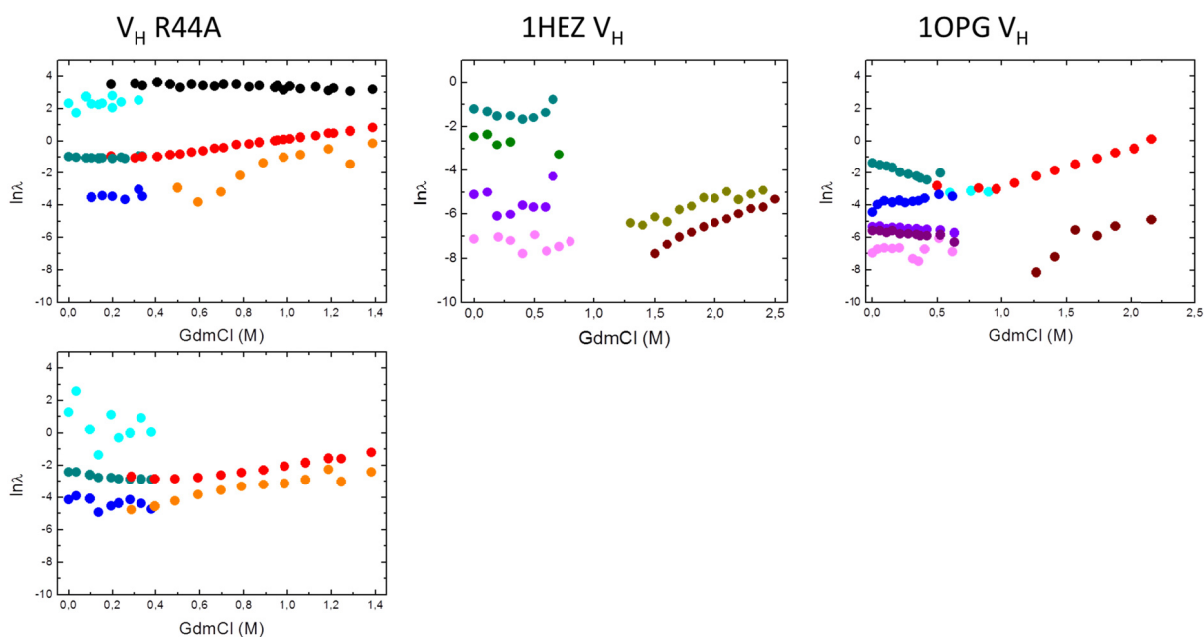 V_H R44A
1HEZ V_H
1OPG V_H
4
2
0
-2
-4
-6
-8
-10
lnλ
0,0 0,2 0,4 0,6 0,8 1,0 1,2 1,4
GdmCl (M)
0
-2
-4
-6
-8
-10
lnλ
0,0 0,5 1,0 1,5 2,0 2,5
GdmCl (M)
4
2
0
-2
-4
-6
-8
-10
lnλ
0,0 0,5 1,0 1,5 2,0
GdmCl (M)
4
2
0
-2
-4
-6
-8
-10
lnλ
0,0 0,2 0,4 0,6 0,8 1,0 1,2 1,4
GdmCl (M)